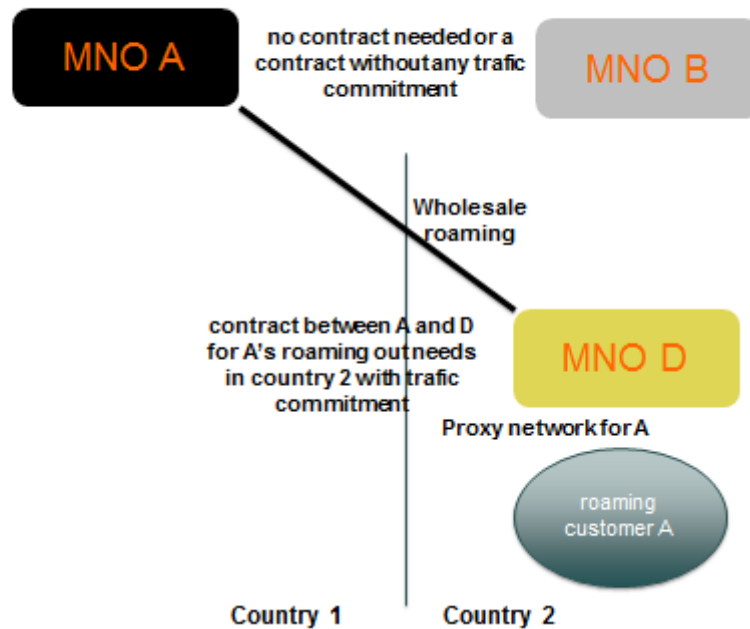 MNO A
no contract needed or a
contract without any trafic
commitment
MNO B
Wholesale
roaming
contract between A and D
for A's roaming out needs
in country 2 with trafic
commitment
MNO D
Proxy network for A
roaming
customer A
Country 1
Country 2